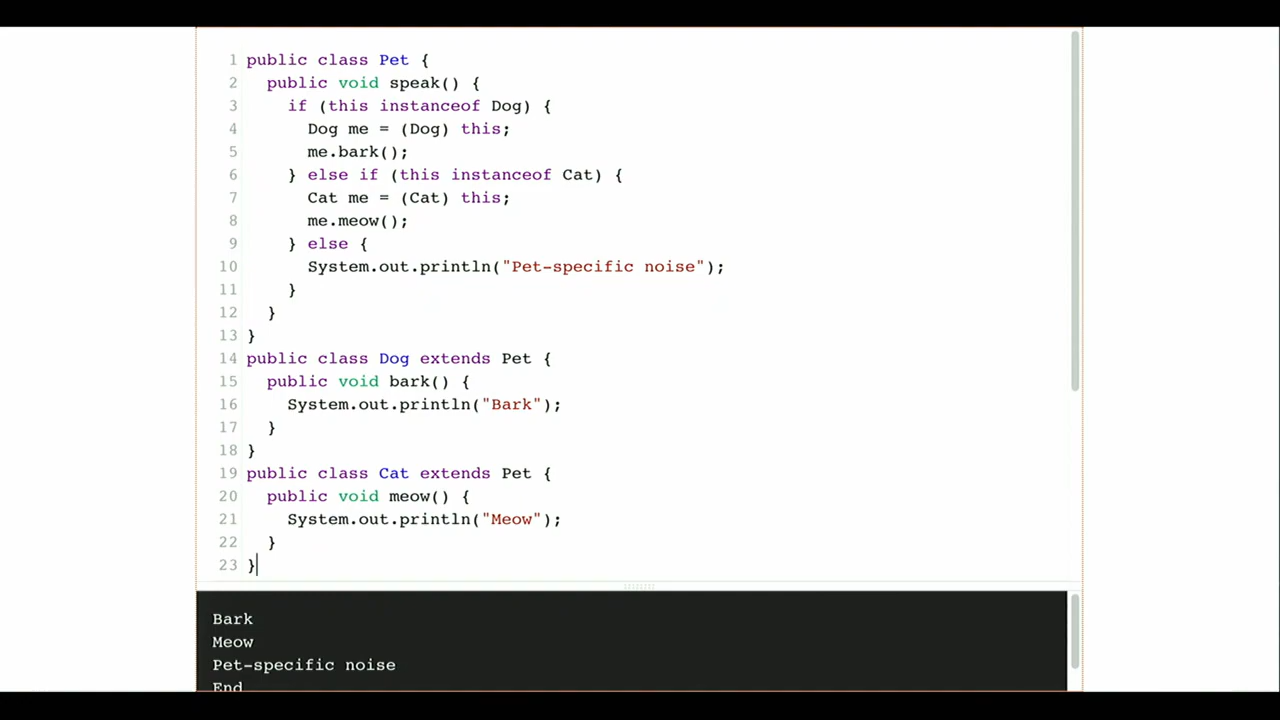 1 public class Pet {
2   public void speak() {
3     if (this instanceof Dog) {
4       Dog me = (Dog) this;
5       me.bark();
6     } else if (this instanceof Cat) {
7       Cat me = (Cat) this;
8       me.meow();
9     } else {
10       System.out.println("Pet-specific noise");
11     }
12   }
13 }
14 public class Dog extends Pet {
15   public void bark() {
16     System.out.println("Bark");
17   }
18 }
19 public class Cat extends Pet {
20   public void meow() {
21     System.out.println("Meow");
22   }
23 }
Bark
Meow
Pet-specific noise
End